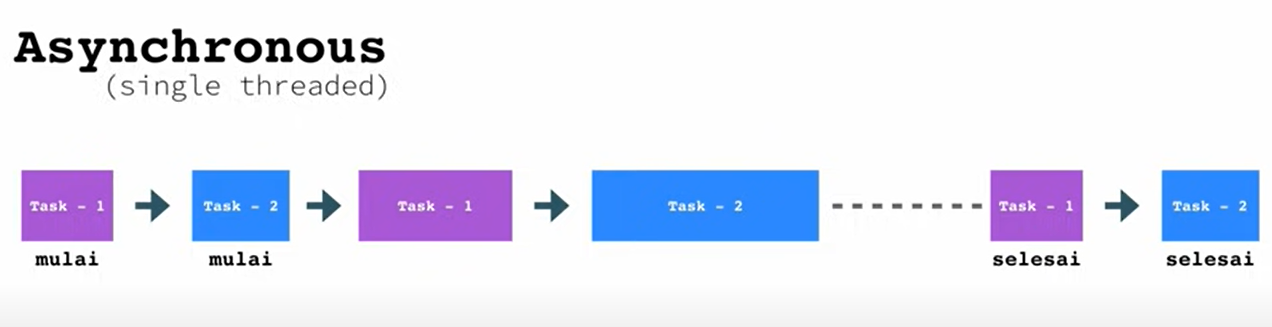 Asynchronous
(single threaded)
Task - 1
Task - 2
Task - 1
Task - 2
Task - 1
Task - 2
mulai
mulai
selesai
selesai